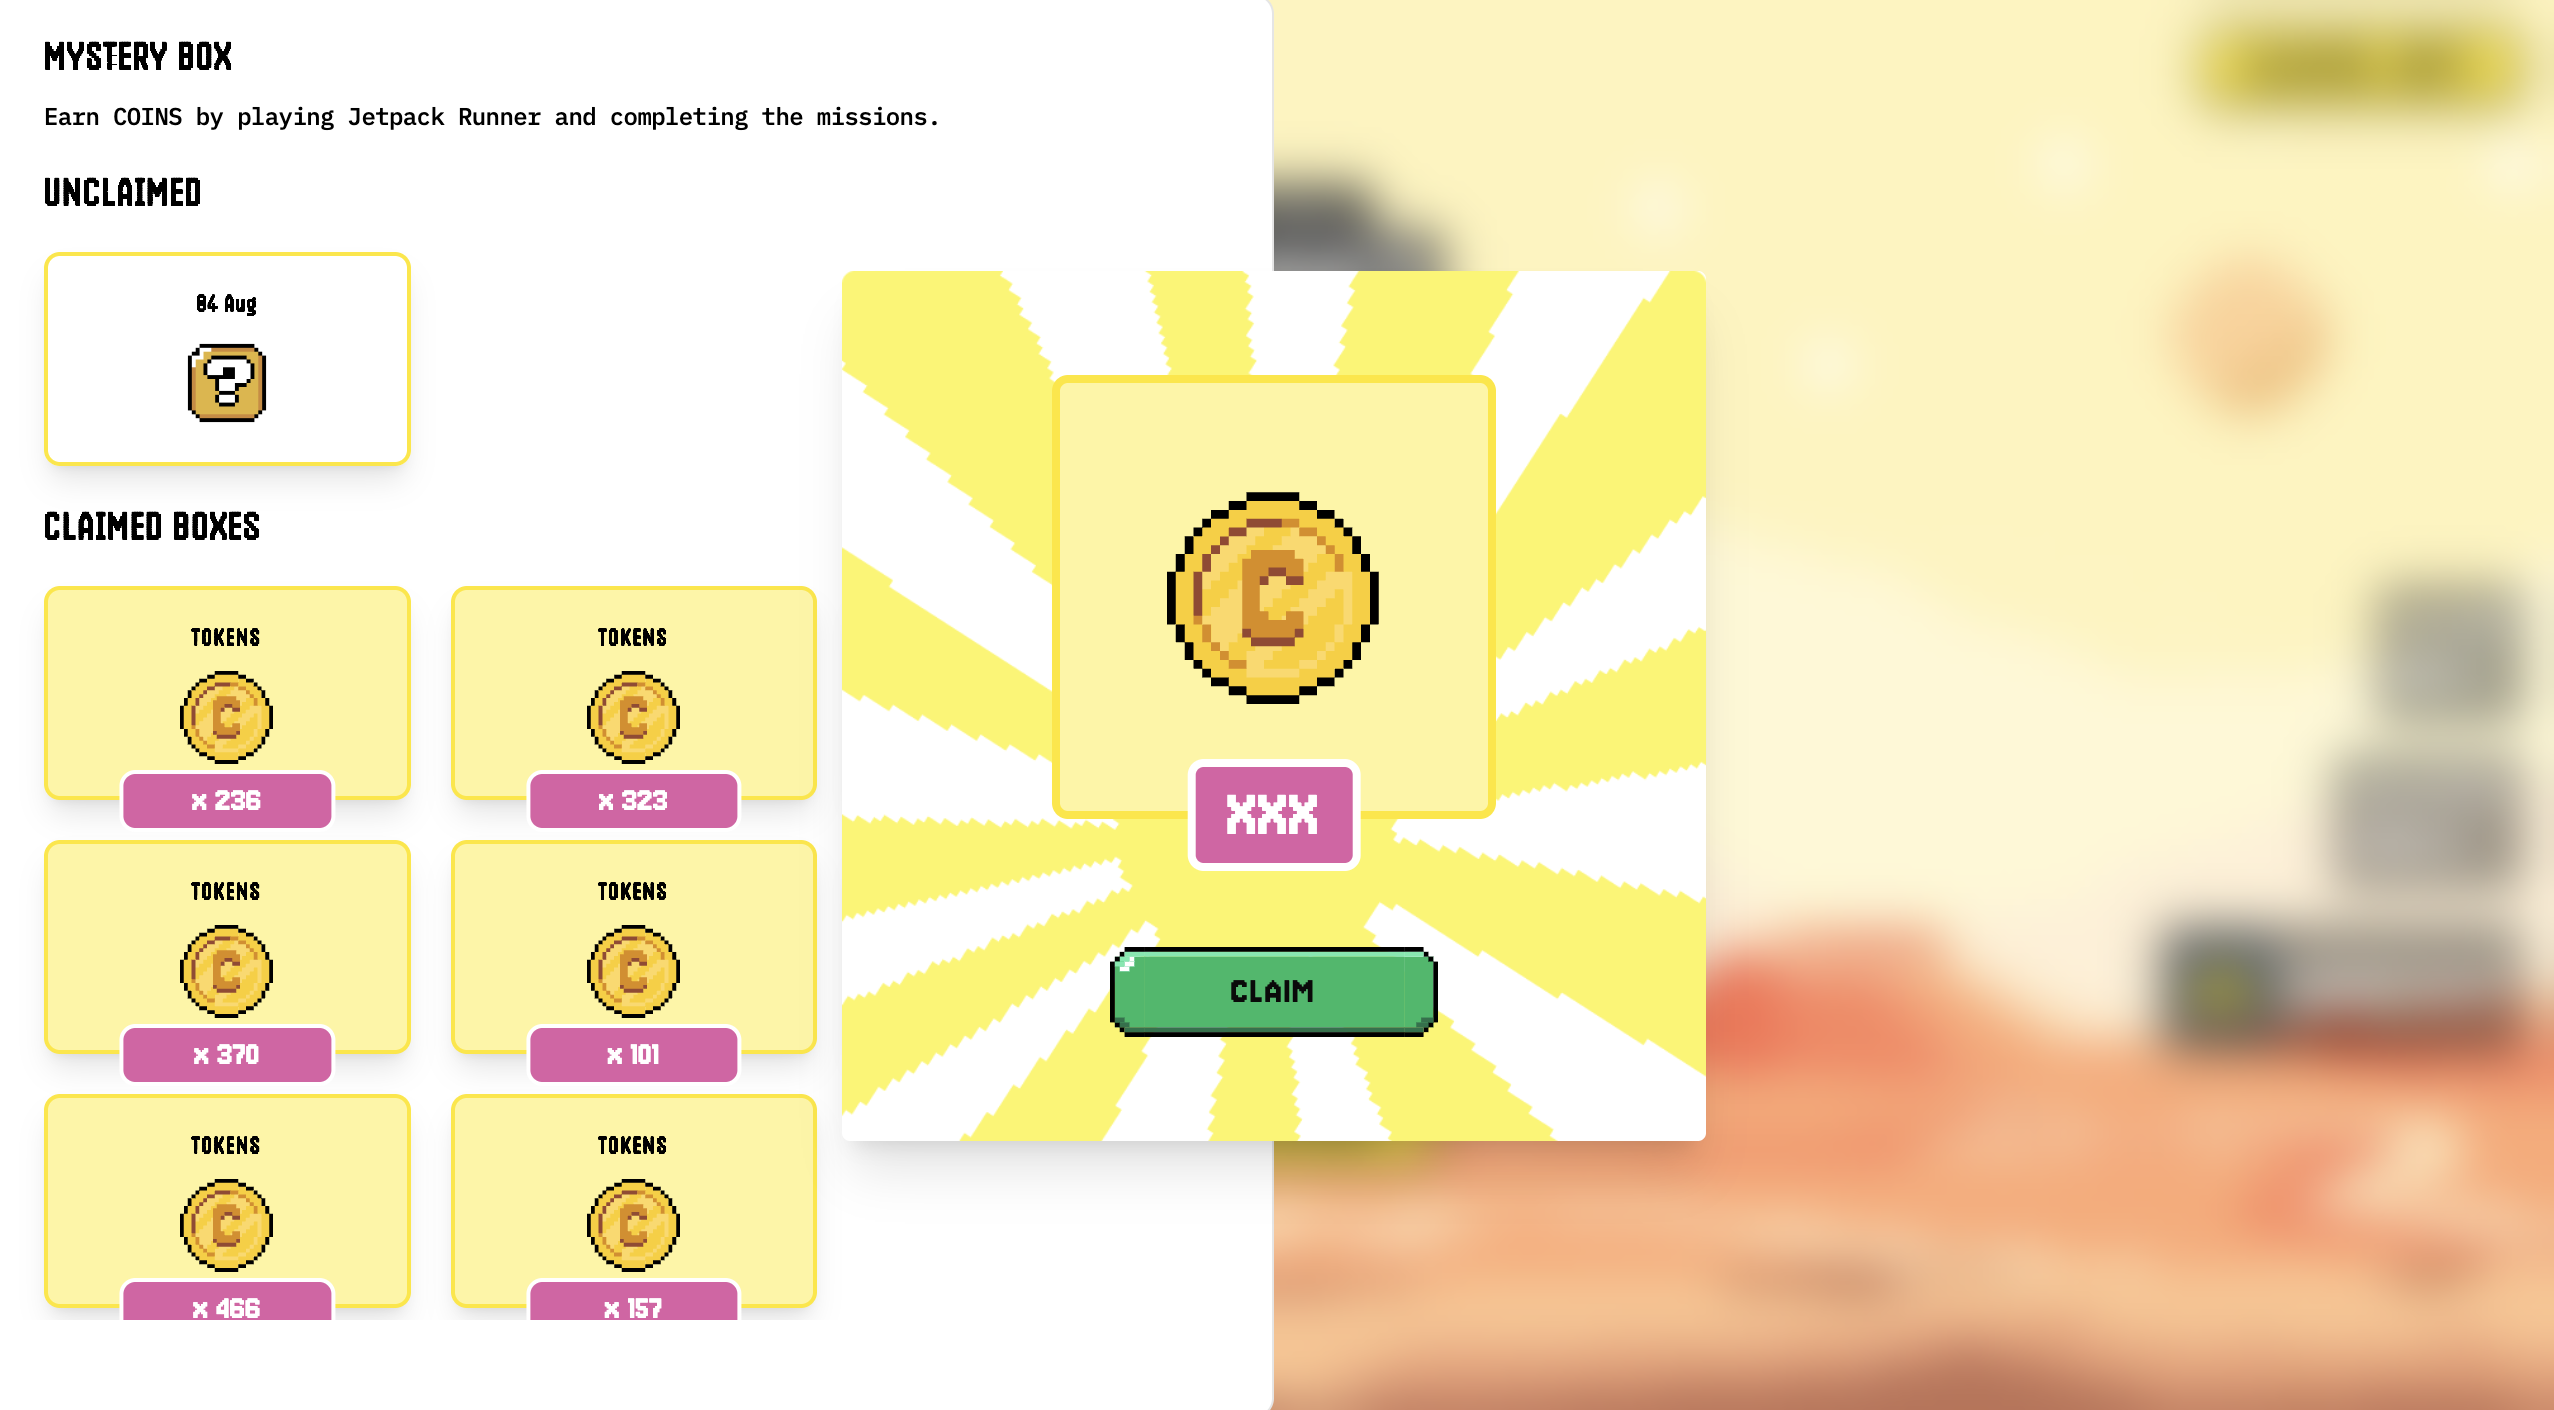 MYSTERY BOX
Earn COINS by playing Jetpack Runner and completing the missions.
UNCLAIMED
04 Aug
CLAIMED BOXES
TOKENS
x 236
TOKENS
x 323
TOKENS
x 370
TOKENS
x 101
TOKENS
x 466
TOKENS
x 157
C
XXX
CLAIM